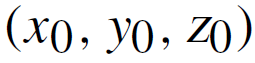 (x₀, y₀, z₀)